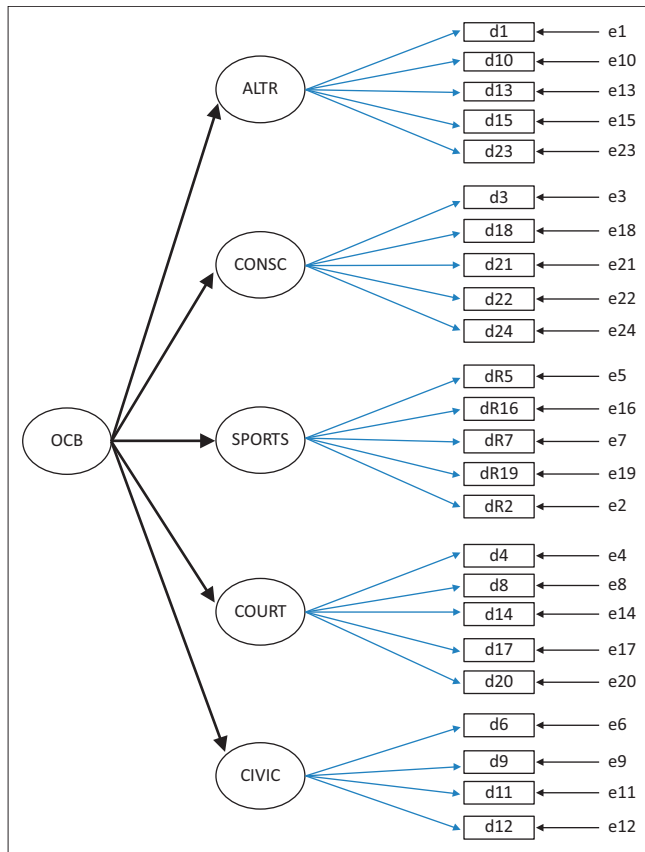 d1 e1
d10 e10
ALTR d13 e13
d15 e15
d23 e23
d3 e3
d18 e18
CONSC d21 e21
d22 e22
d24 e24
dR5 e5
dR16 e16
OCB SPORTS dR7 e7
dR19 e19
dR2 e2
d4 e4
d8 e8
COURT d14 e14
d17 e17
d20 e20
d6 e6
d9 e9
CIVIC d11 e11
d12 e12